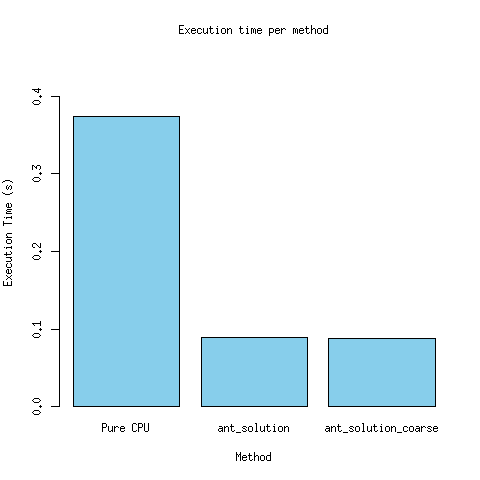 Execution time per method
Execution Time (s)
0.4
0.3
0.2
0.1
0.0
Pure CPU ant_solution ant_solution_coarse
Method